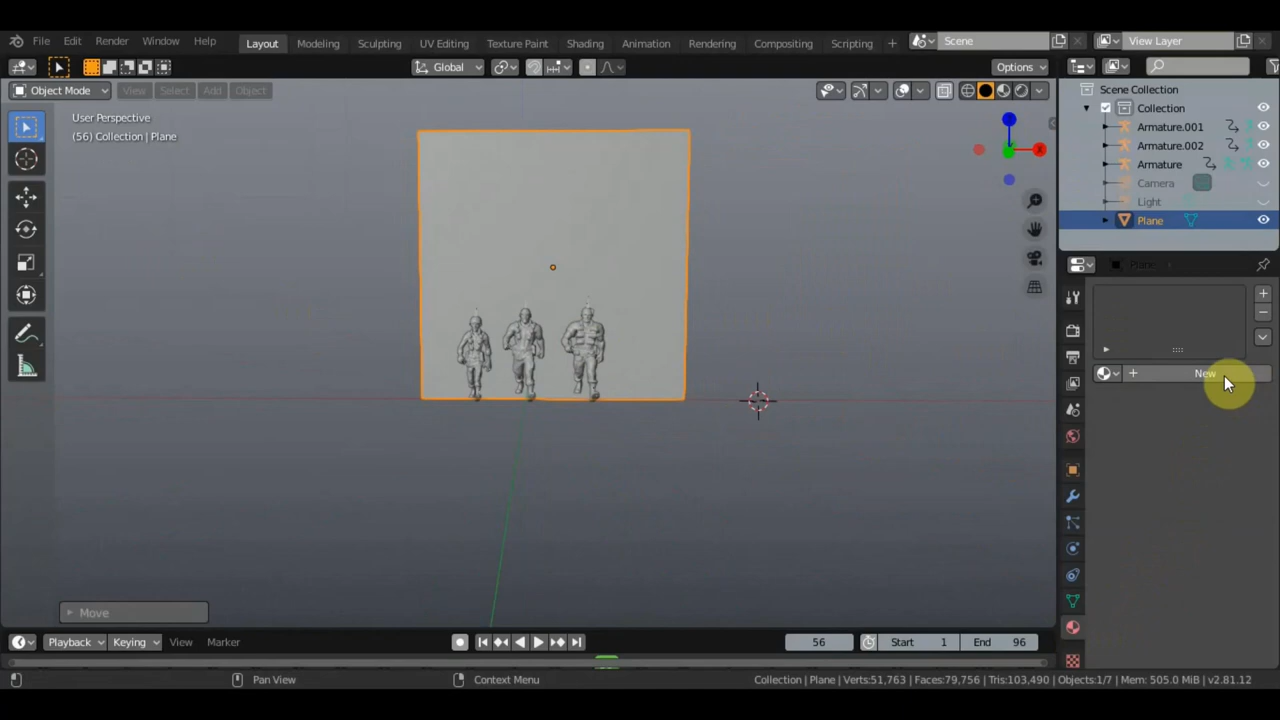 File Edit Render Window Help Layout Modeling Sculpting UV Editing Texture Paint Shading Animation Rendering Compositing Scripting Scene View Layer
Global Options
Object Mode View Select Add Object
User Perspective
(56) Collection | Plane
X
Scene Collection
Collection
Armature.001
Armature.002
Armature
Camera
Light
Plane
Plane
New
Move
Playback Keying View Marker 56 Start 1 End 96
Pan View Context Menu Collection | Plane | Verts:51,763 | Faces:79,756 | Tris:103,490 | Objects:1/7 | Mem: 505.0 MiB | v2.81.12